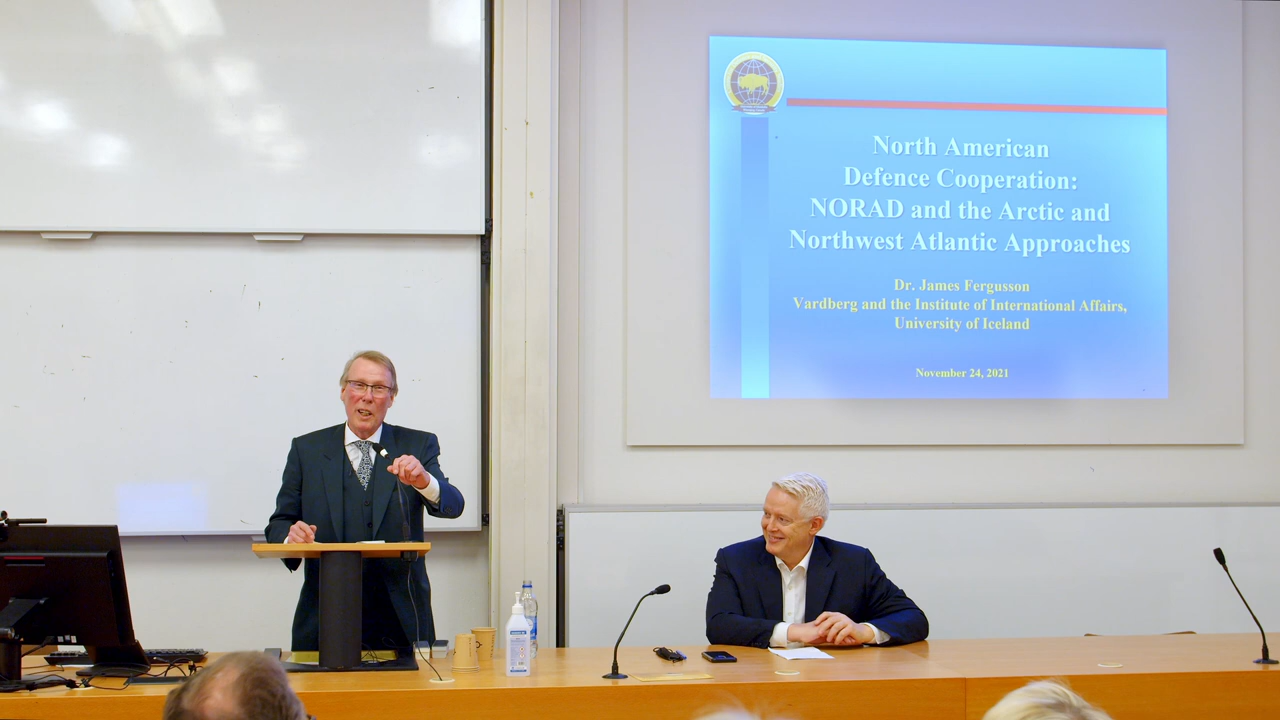 North American
Defence Cooperation:
NORAD and the Arctic and
Northwest Atlantic Approaches
Dr. James Fergusson
Vardberg and the Institute of International Affairs,
University of Iceland
November 24, 2021